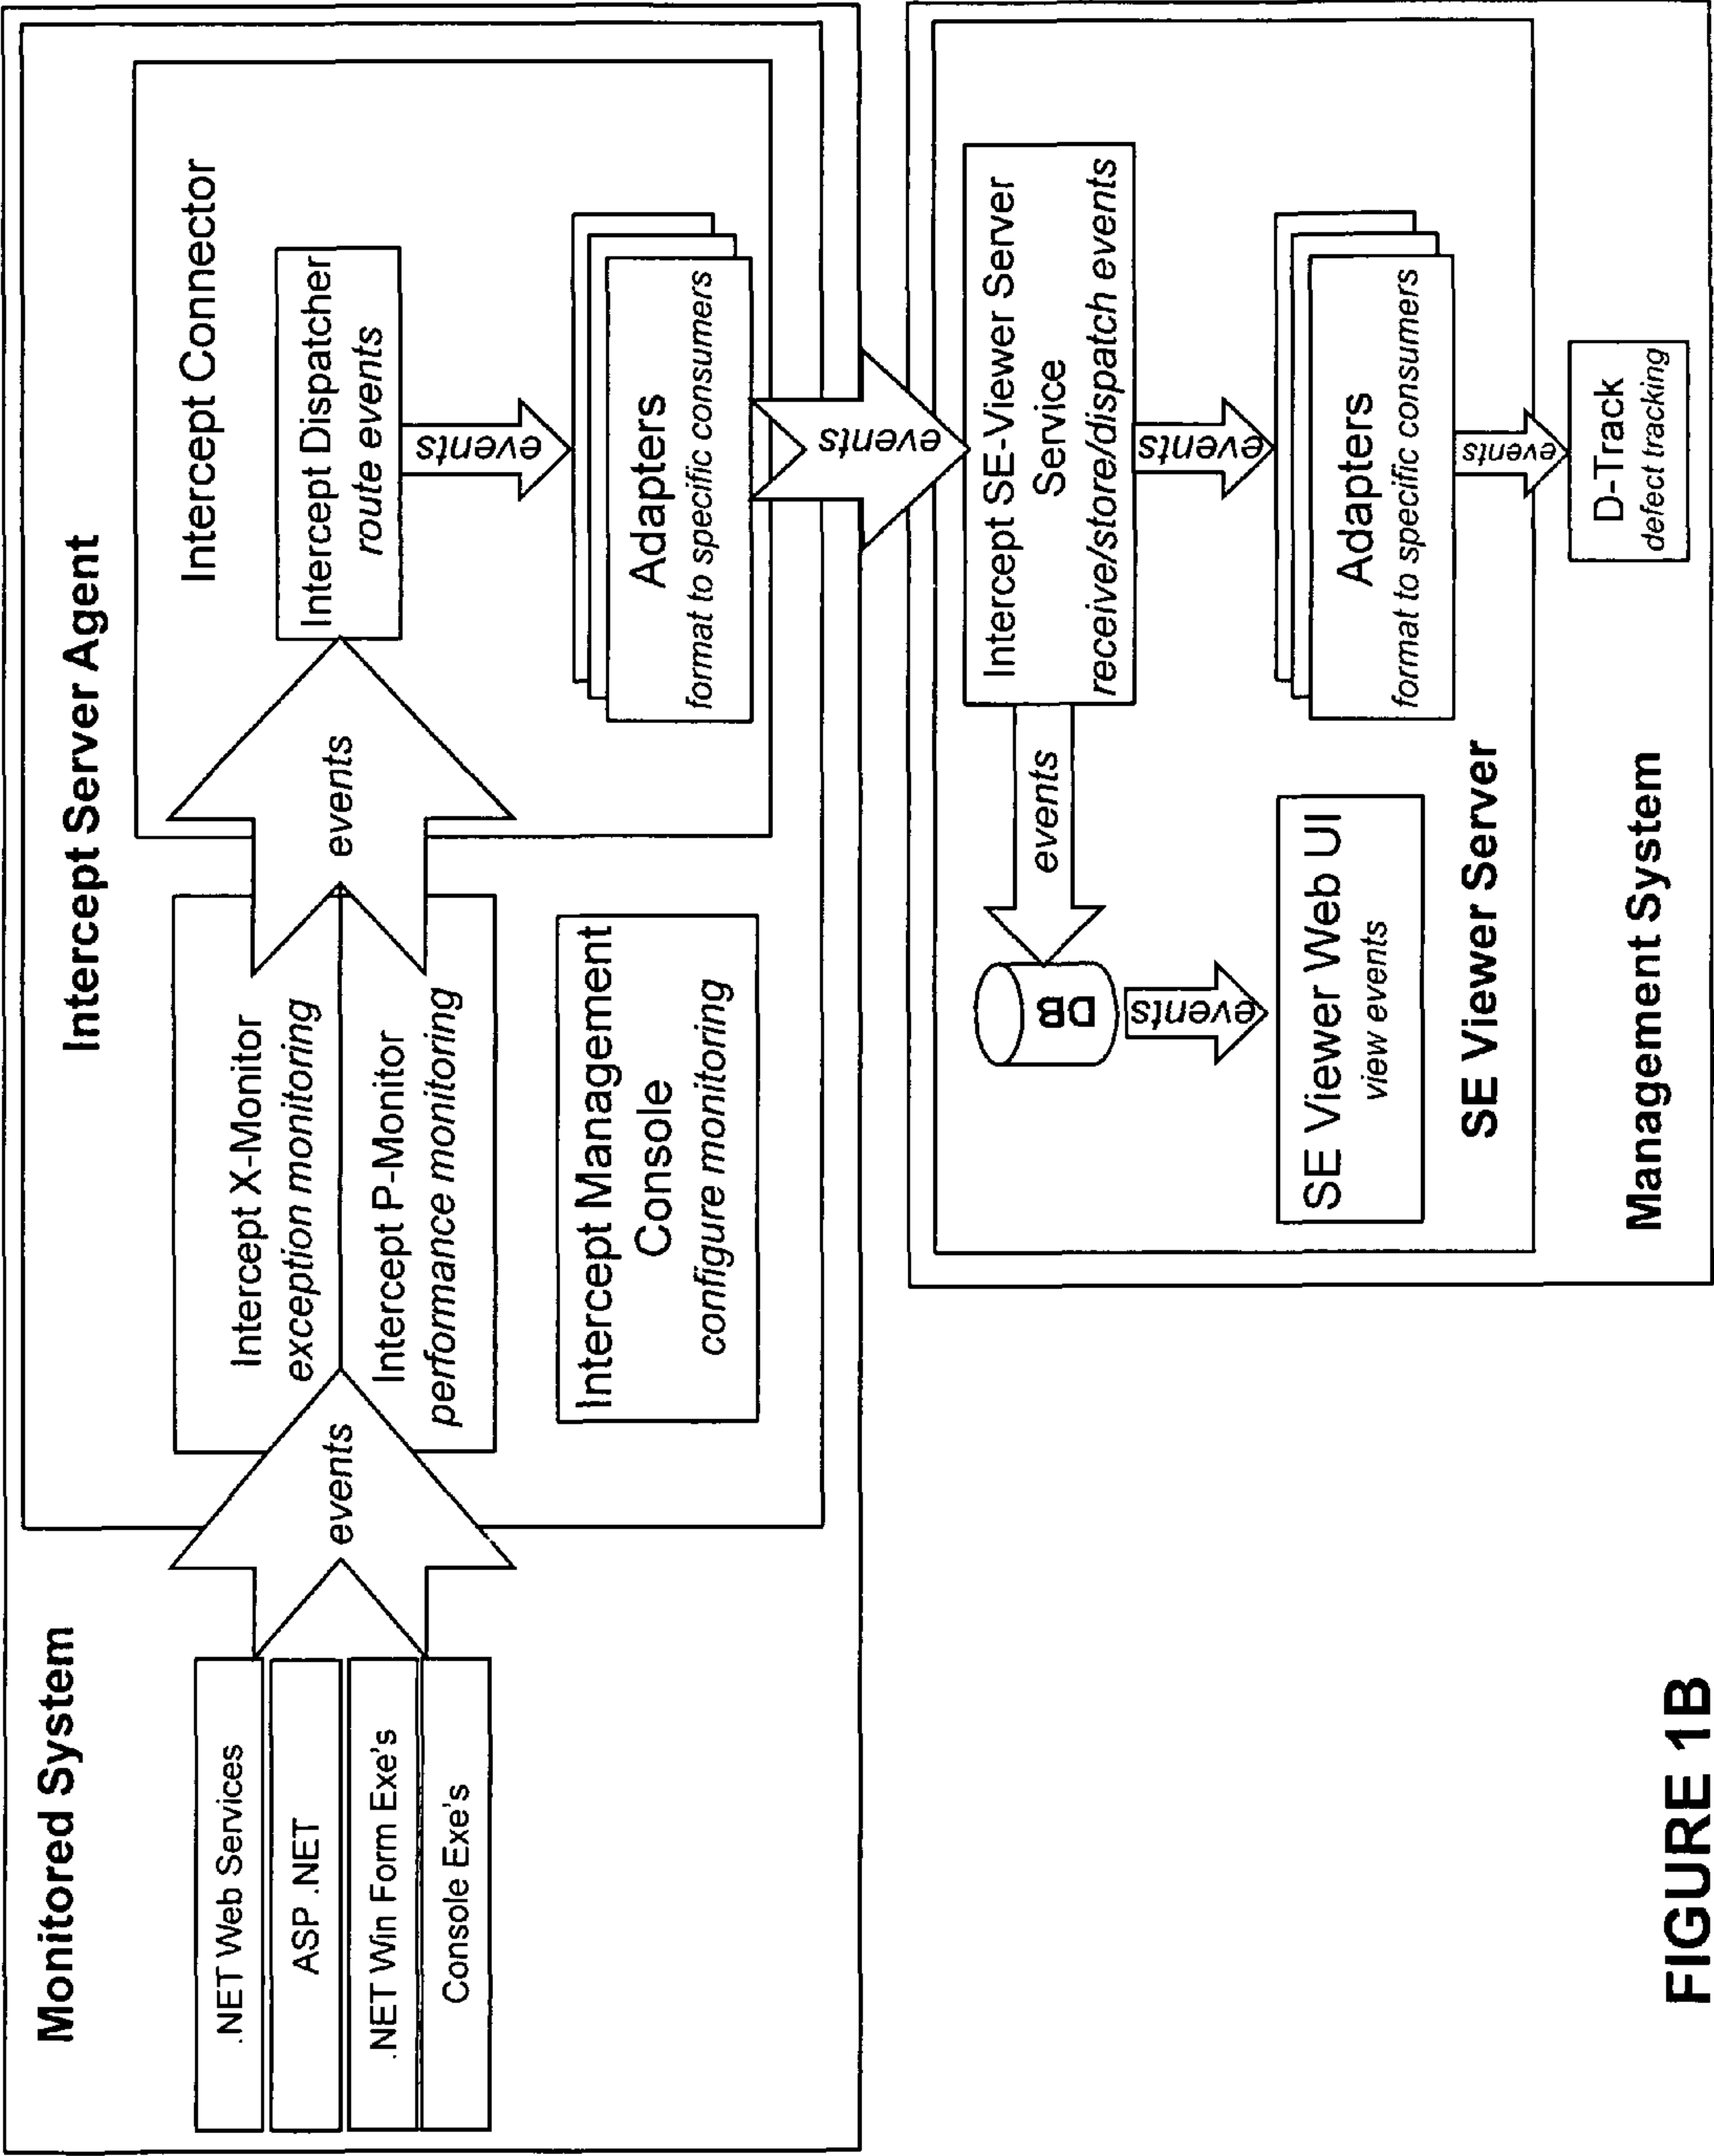 Monitored System
.NET Web Services
ASP .NET
.NET Win Form Exe's
Console Exe's
events
Intercept Server Agent
Intercept X-Monitor
exception monitoring
Intercept P-Monitor
perfomance monitoring
Intercept Management
Console
configure monitoring
events
Intercept Connector
Intercept Dispatcher
route events
events
Adapters
format to specific consumers
events
Intercept SE-Viewer Server
Service
receive/store/dispatch events
events
DB
events
SE Viewer Web UI
view events
events
Adapters
format to specific consumers
SE Viewer Server
events
D-Track
defect tracking
Management System
FIGURE 1B